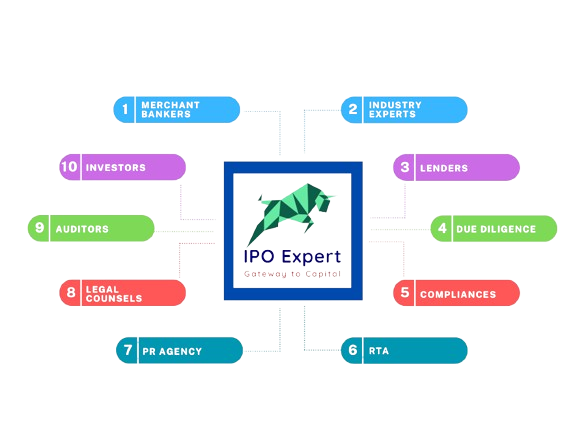 1 MERCHANT
BANKERS
2 INDUSTRY
EXPERTS
10 INVESTORS
3 LENDERS
9 AUDITORS
4 DUE DILIGENCE
IPO Expert
Gateway to Capital
8 LEGAL
COUNSELS
5 COMPLIANCES
7 PR AGENCY
6 RTA